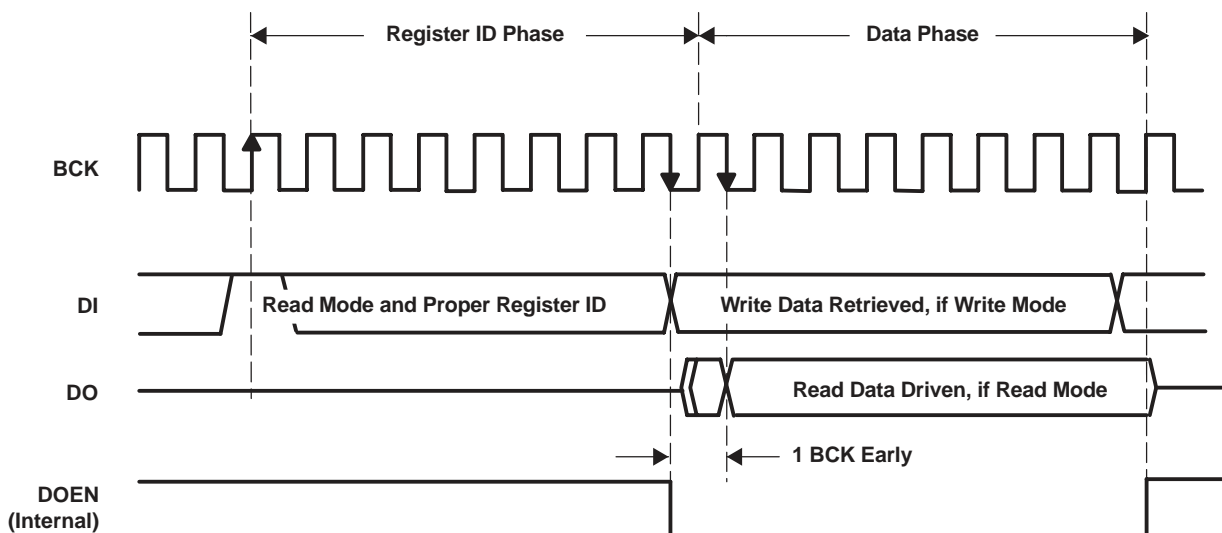 Register ID Phase
Data Phase
BCK
DI
Read Mode and Proper Register ID
Write Data Retrieved, if Write Mode
DO
Read Data Driven, if Read Mode
1 BCK Early
DOEN
(Internal)